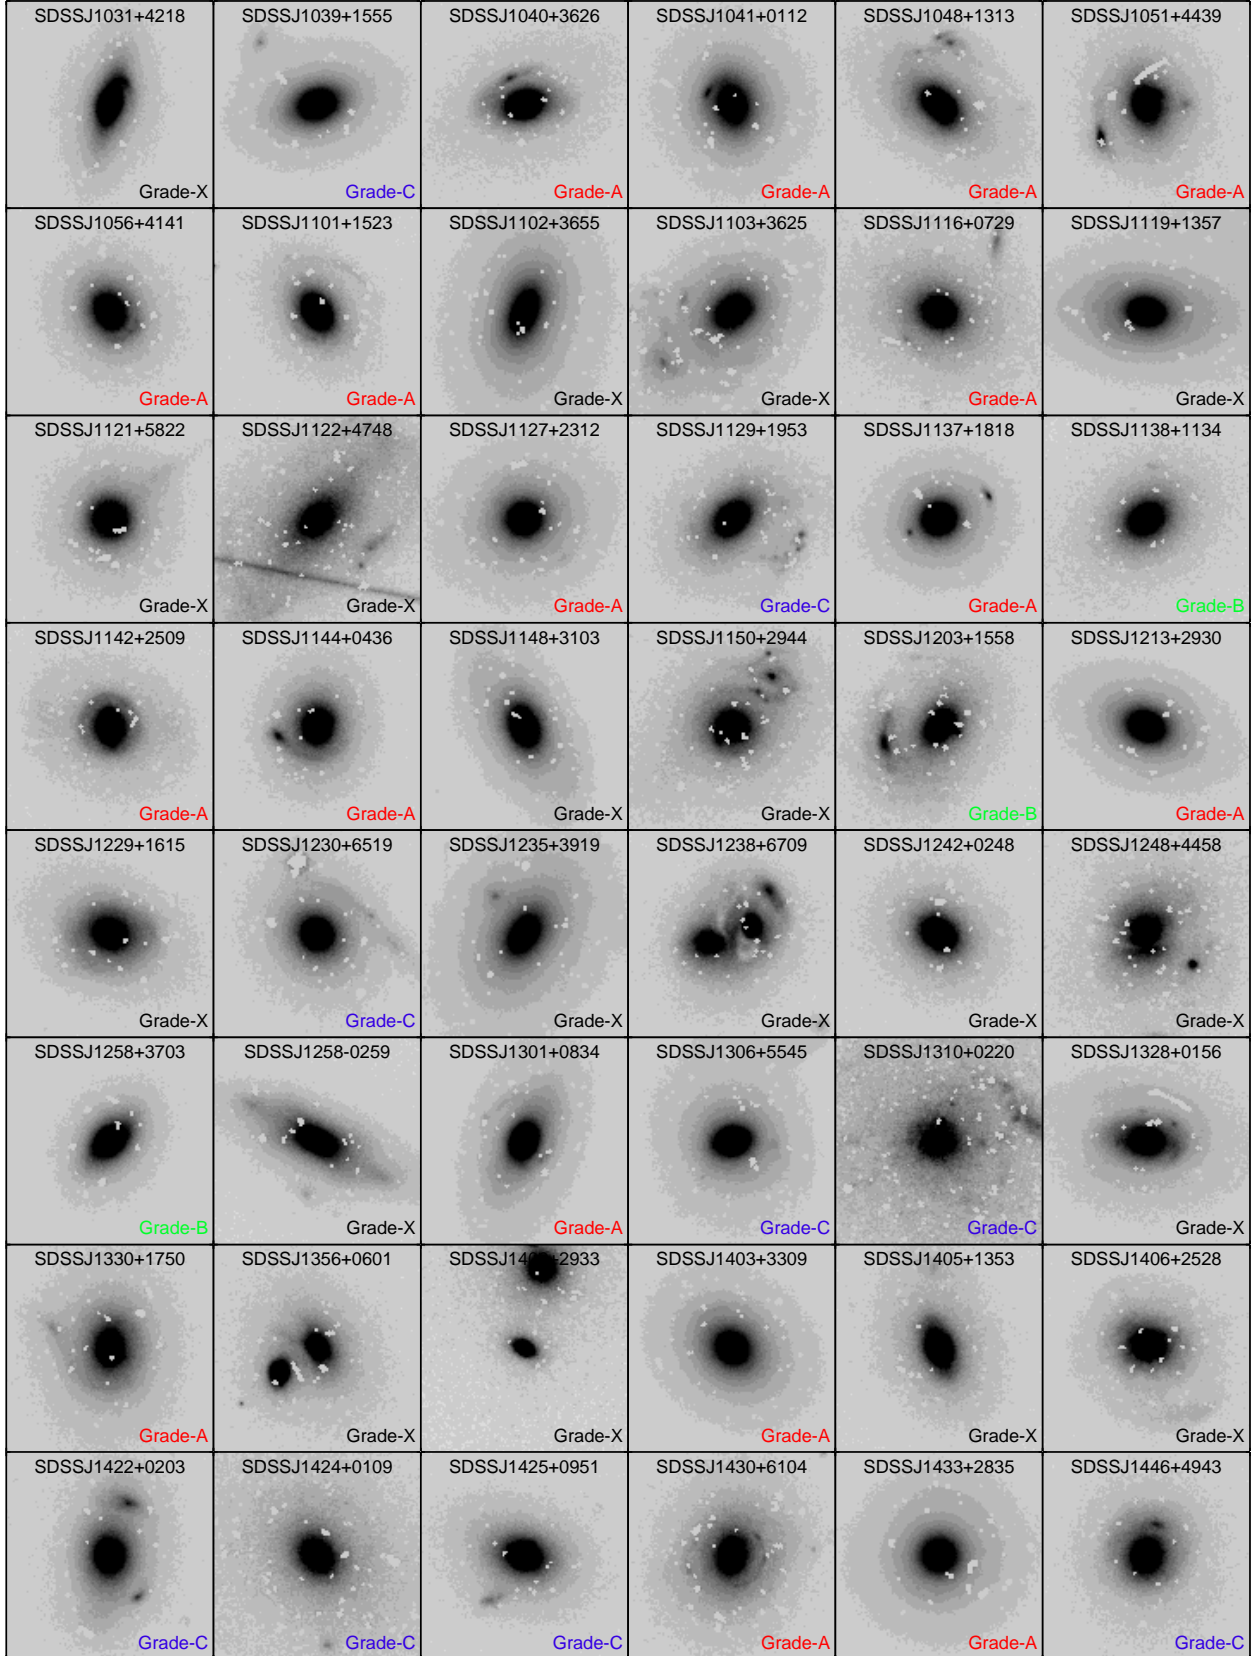 SDSSJ1031+4218 SDSSJ1039+1555 SDSSJ1040+3626 SDSSJ1041+0112 SDSSJ1048+1313 SDSSJ1051+4439
Grade-X Grade-C Grade-A Grade-A Grade-A Grade-A
SDSSJ1056+4141 SDSSJ1101+1523 SDSSJ1102+3655 SDSSJ1103+3625 SDSSJ1116+0729 SDSSJ1119+1357
Grade-A Grade-A Grade-X Grade-X Grade-A Grade-X
SDSSJ1121+5822 SDSSJ1122+4748 SDSSJ1127+2312 SDSSJ1129+1953 SDSSJ1137+1818 SDSSJ1138+1134
Grade-X Grade-X Grade-A Grade-C Grade-A Grade-B
SDSSJ1142+2509 SDSSJ1144+0436 SDSSJ1148+3103 SDSSJ1150+2944 SDSSJ1203+1558 SDSSJ1213+2930
Grade-A Grade-A Grade-X Grade-X Grade-B Grade-A
SDSSJ1229+1615 SDSSJ1230+6519 SDSSJ1235+3919 SDSSJ1238+6709 SDSSJ1242+0248 SDSSJ1248+4458
Grade-X Grade-C Grade-X Grade-X Grade-X Grade-X
SDSSJ1258+3703 SDSSJ1258-0259 SDSSJ1301+0834 SDSSJ1306+5545 SDSSJ1310+0220 SDSSJ1328+0156
Grade-B Grade-X Grade-A Grade-C Grade-C Grade-X
SDSSJ1330+1750 SDSSJ1356+0601 SDSSJ1403+3309 SDSSJ1405+1353 SDSSJ1406+2528
Grade-A Grade-X Grade-X Grade-A Grade-X Grade-X
SDSSJ1422+0203 SDSSJ1424+0109 SDSSJ1425+0951 SDSSJ1430+6104 SDSSJ1433+2835 SDSSJ1446+4943
Grade-C Grade-C Grade-C Grade-A Grade-A Grade-C